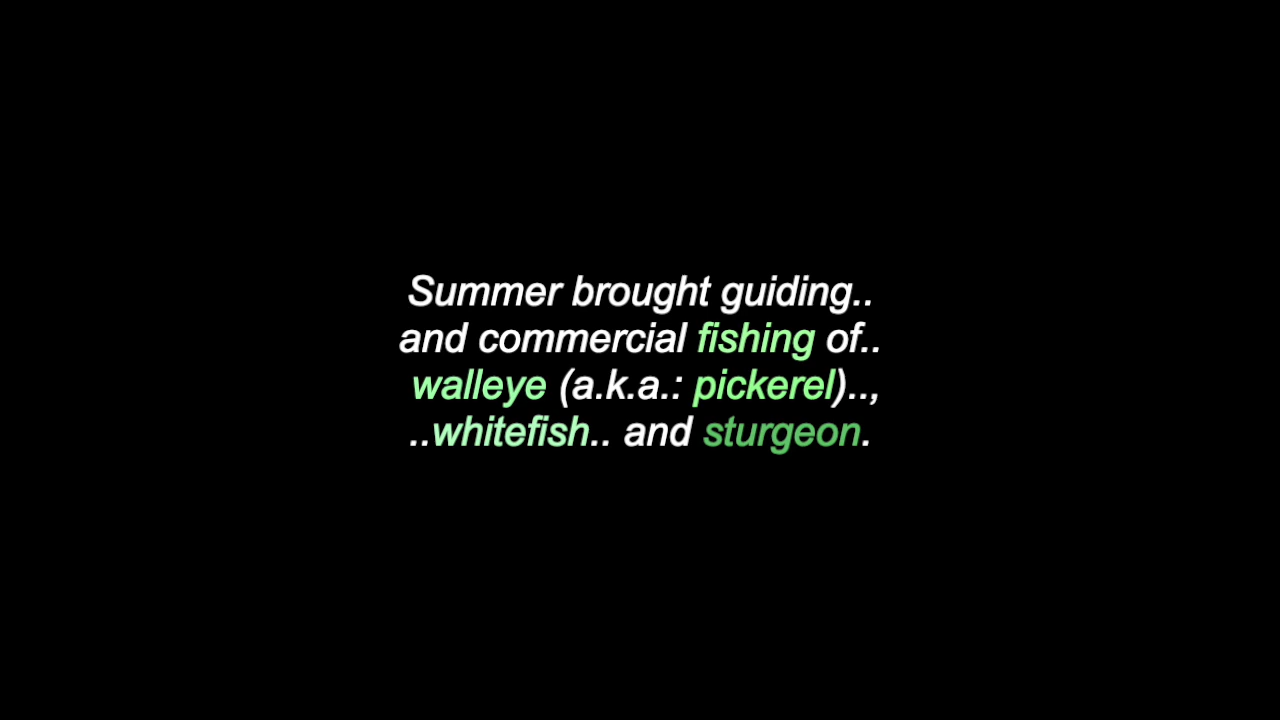 Summer brought guiding..
and commercial fishing of..
walleye (a.k.a.: pickerel)..,
..whitefish.. and sturgeon.